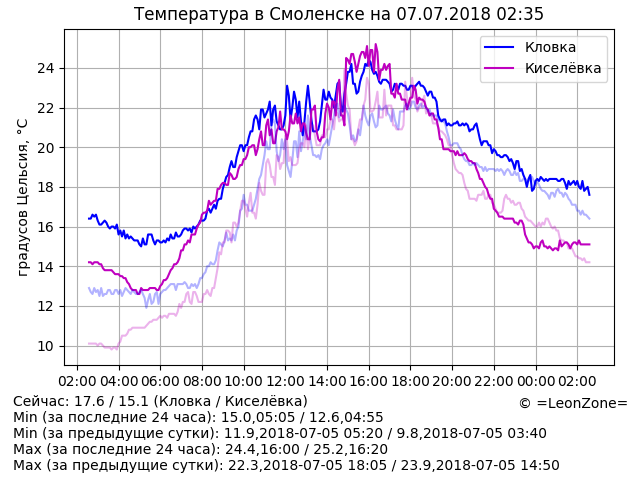 Температура в Смоленске на 07.07.2018 02:35
градусов Цельсия, °C
24
22
20
18
16
14
12
10
Кловка
Киселёвка
02:00 04:00 06:00 08:00 10:00 12:00 14:00 16:00 18:00 20:00 22:00 00:00 02:00
Сейчас: 17.6 / 15.1 (Кловка / Киселёвка)
© =LeonZone=
Min (за последние 24 часа): 15.0,05:05 / 12.6,04:55
Min (за предыдущие сутки): 11.9,2018-07-05 05:20 / 9.8,2018-07-05 03:40
Max (за последние 24 часа): 24.4,16:00 / 25.2,16:20
Max (за предыдущие сутки): 22.3,2018-07-05 18:05 / 23.9,2018-07-05 14:50